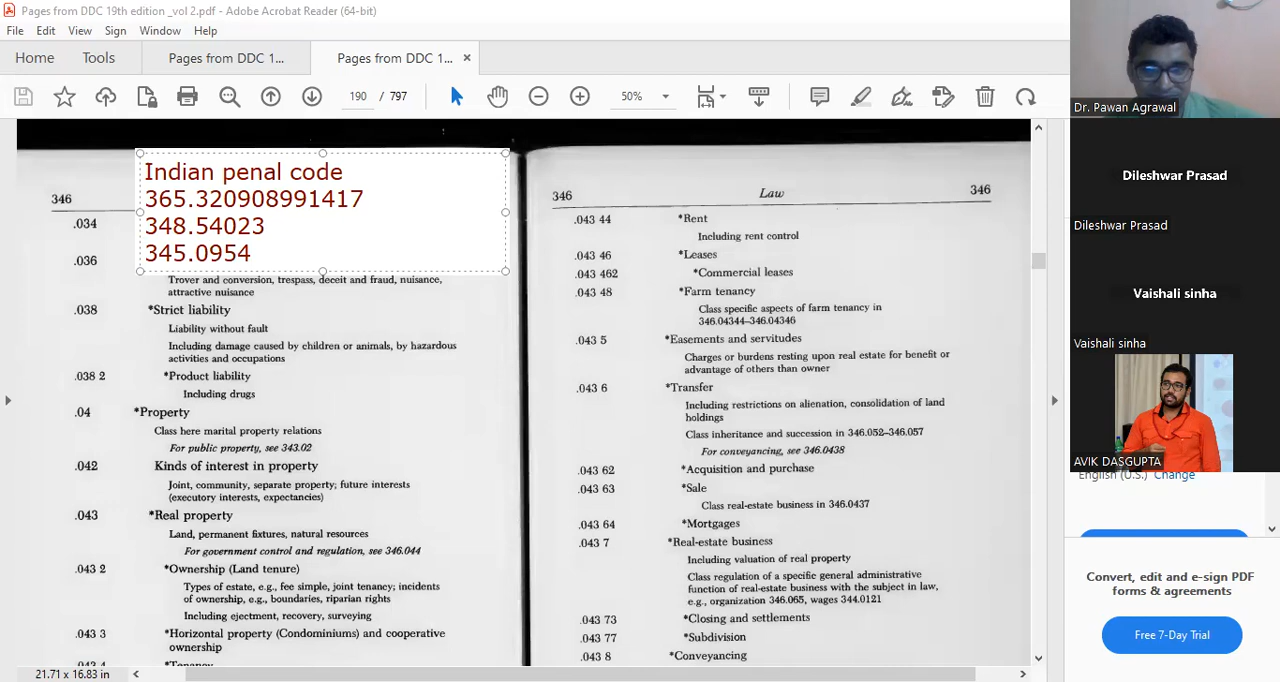 Pages from DDC 19th edition _vol 2.pdf - Adobe Acrobat Reader (64-bit)
File Edit View Sign Window Help
Home Tools Pages from DDC 1... Pages from DDC 1... ×
190 / 797 50%
Indian penal code
365.320908991417
348.54023
345.0954
346
.034
.036
Trover and conversion, trespass, deceit and fraud, nuisance,
attractive nuisance
.038 *Strict liability
Liability without fault
Including damage caused by children or animals, by hazardous
activities and occupations
.038 2 *Product liability
Including drugs
.04 *Property
Class here marital property relations
For public property, see 343.02
.042 Kinds of interest in property
Joint, community, separate property; future interests
(executory interests, expectancies)
.043 *Real property
Land, permanent fixtures, natural resources
For government control and regulation, see 346.044
.043 2 *Ownership (Land tenure)
Types of estate, e.g., fee simple, joint tenancy; incidents
of ownership, e.g., boundaries, riparian rights
Including ejectment, recovery, surveying
.043 3 *Horizontal property (Condominiums) and cooperative
ownership
.043 4 *Tenancy
346 Law 346
.043 44 *Rent
Including rent control
.043 46 *Leases
.043 462 *Commercial leases
.043 48 *Farm tenancy
Class specific aspects of farm tenancy in
346.04344–346.04346
.043 5 *Easements and servitudes
Charges or burdens resting upon real estate for benefit or
advantage of others than owner
.043 6 *Transfer
Including restrictions on alienation, consolidation of land
holdings
Class inheritance and succession in 346.052–346.057
For conveyancing, see 346.0438
.043 62 *Acquisition and purchase
.043 63 *Sale
Class real-estate business in 346.0437
.043 64 *Mortgages
.043 7 *Real-estate business
Including valuation of real property
Class regulation of a specific general administrative
function of real-estate business with the subject in law,
e.g., organization 346.065, wages 344.0121
.043 73 *Closing and settlements
.043 77 *Subdivision
.043 8 *Conveyancing
21.71 x 16.83 in
Dr. Pawan Agrawal
Dileshwar Prasad
Dileshwar Prasad
Vaishali sinha
Vaishali sinha
AVIK DASGUPTA
English (U.S.) Change
Convert, edit and e-sign PDF
forms & agreements
Free 7-Day Trial